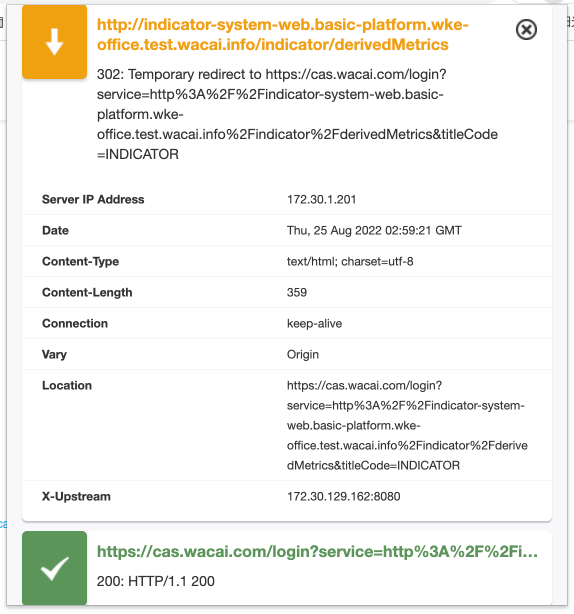 http://indicator-system-web.basic-platform.wke-
office.test.wacai.info/indicator/derivedMetrics
302: Temporary redirect to https://cas.wacai.com/login?
service=http%3A%2F%2Findicator-system-web.basic-
platform.wke-
office.test.wacai.info%2Findicator%2FderivedMetrics&titleCode
=INDICATOR
Server IP Address 172.30.1.201
Date Thu, 25 Aug 2022 02:59:21 GMT
Content-Type text/html; charset=utf-8
Content-Length 359
Connection keep-alive
Vary Origin
Location https://cas.wacai.com/login?
service=http%3A%2F%2Findicator-system-
web.basic-platform.wke-
office.test.wacai.info%2Findicator%2Fderive
dMetrics&titleCode=INDICATOR
X-Upstream 172.30.129.162:8080
https://cas.wacai.com/login?service=http%3A%2F%2Fi...
200: HTTP/1.1 200